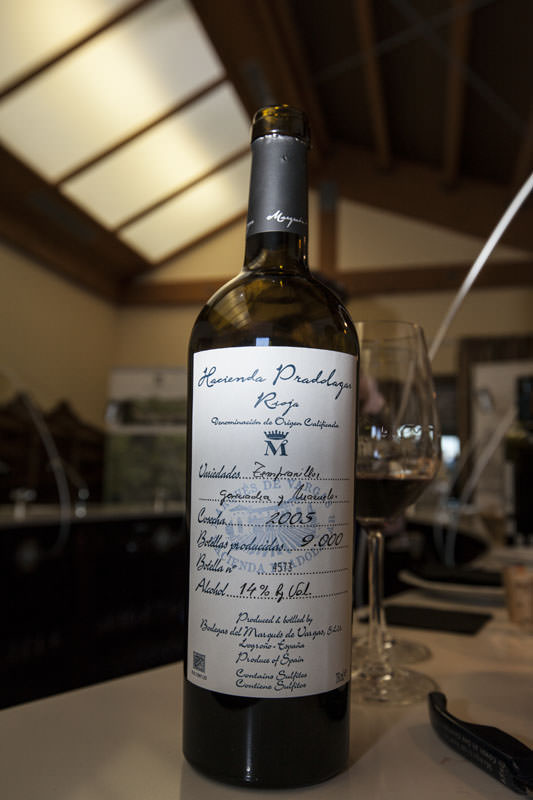 Hacienda Pradolagar
Rioja
Denominación de Origen Calificada
M
Variedades Tempranillo,
garnacha y Mazuelo.
Cosecha 2005
Botillas producidas 9.000
Botilla nº 4573
Alcohol 14% by Vol.
Produced & bottled by
Bodegas del Marqués de Vargas, S.L.U.
Logroño - España
Produce of Spain
Contains Sulfites
Contiene Sulfitos